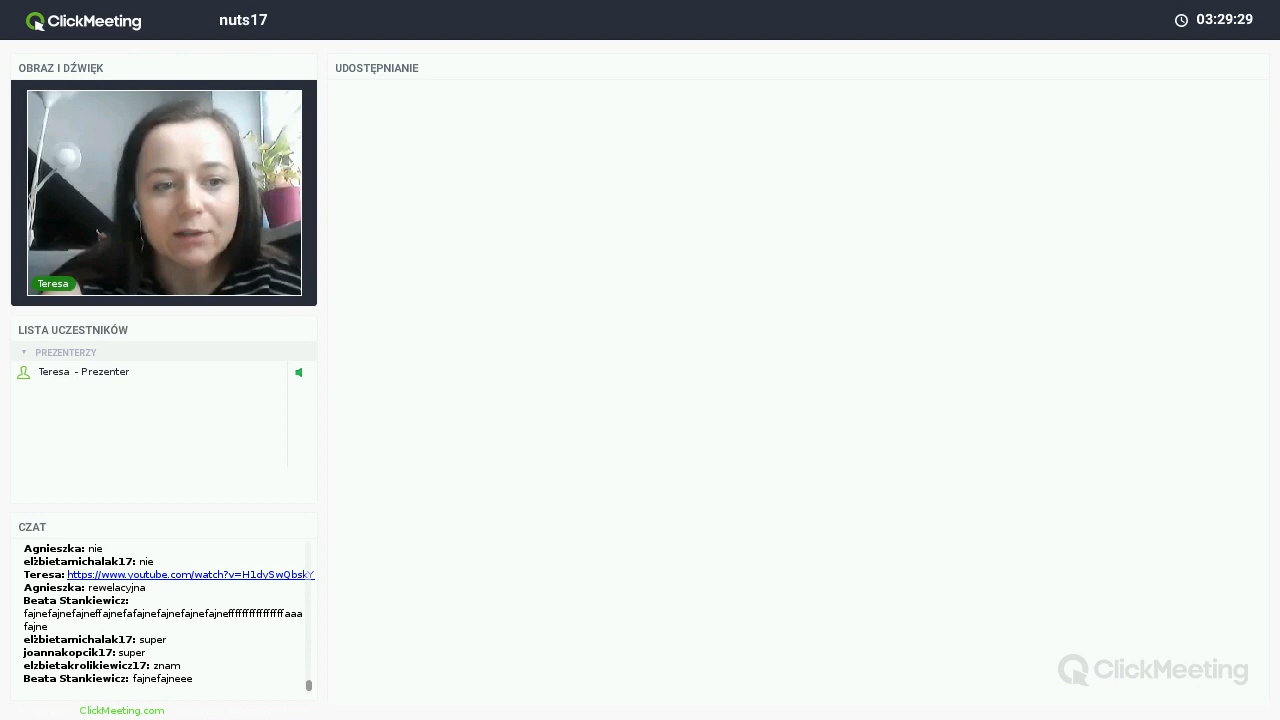 ClickMeeting
nuts17
03:29:29
OBRAZ I DŹWIĘK
Teresa
LISTA UCZESTNIKÓW
PREZENTERZY
Teresa - Prezenter
CZAT
Agnieszka: nie
elżbietamichalak17: nie
Teresa: https://www.youtube.com/watch?v=H1dySwQbskY
Agnieszka: rewelacyjna
Beata Stankiewicz:
fajnefajnefajneffajnefafajnefajnefajnefajneffffffffffffffffaaa
fajne
elżbietamichalak17: super
joannakopcik17: super
elzbietakrolikiewicz17: znam
Beata Stankiewicz: fajnefajneee
ClickMeeting.com
UDOSTĘPNIANIE
ClickMeeting